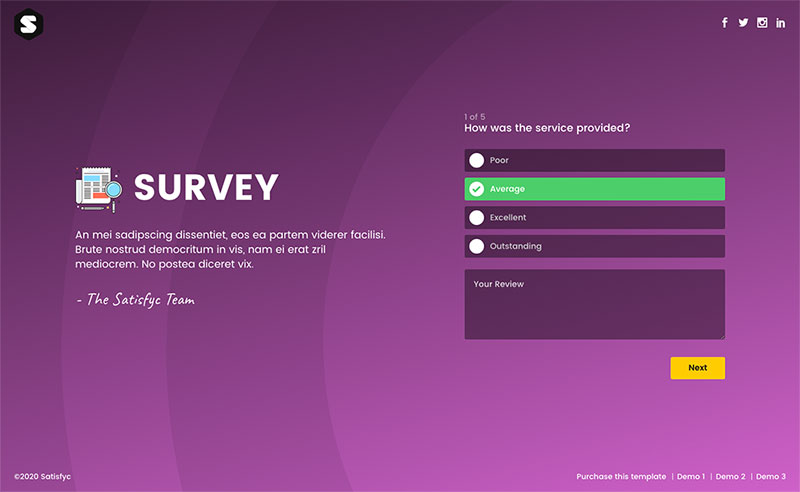 S
SURVEY
An mei sadipscing dissentiet, eos ea partem viderer facilisi.
Brute nostrud democritum in vis, nam ei erat zril
mediocrem. No postea diceret vix.
- The Satisfyc Team
1 of 5
How was the service provided?
Poor
Average
Excellent
Outstanding
Your Review
Next
©2020 Satisfyc
Purchase this template | Demo 1 | Demo 2 | Demo 3